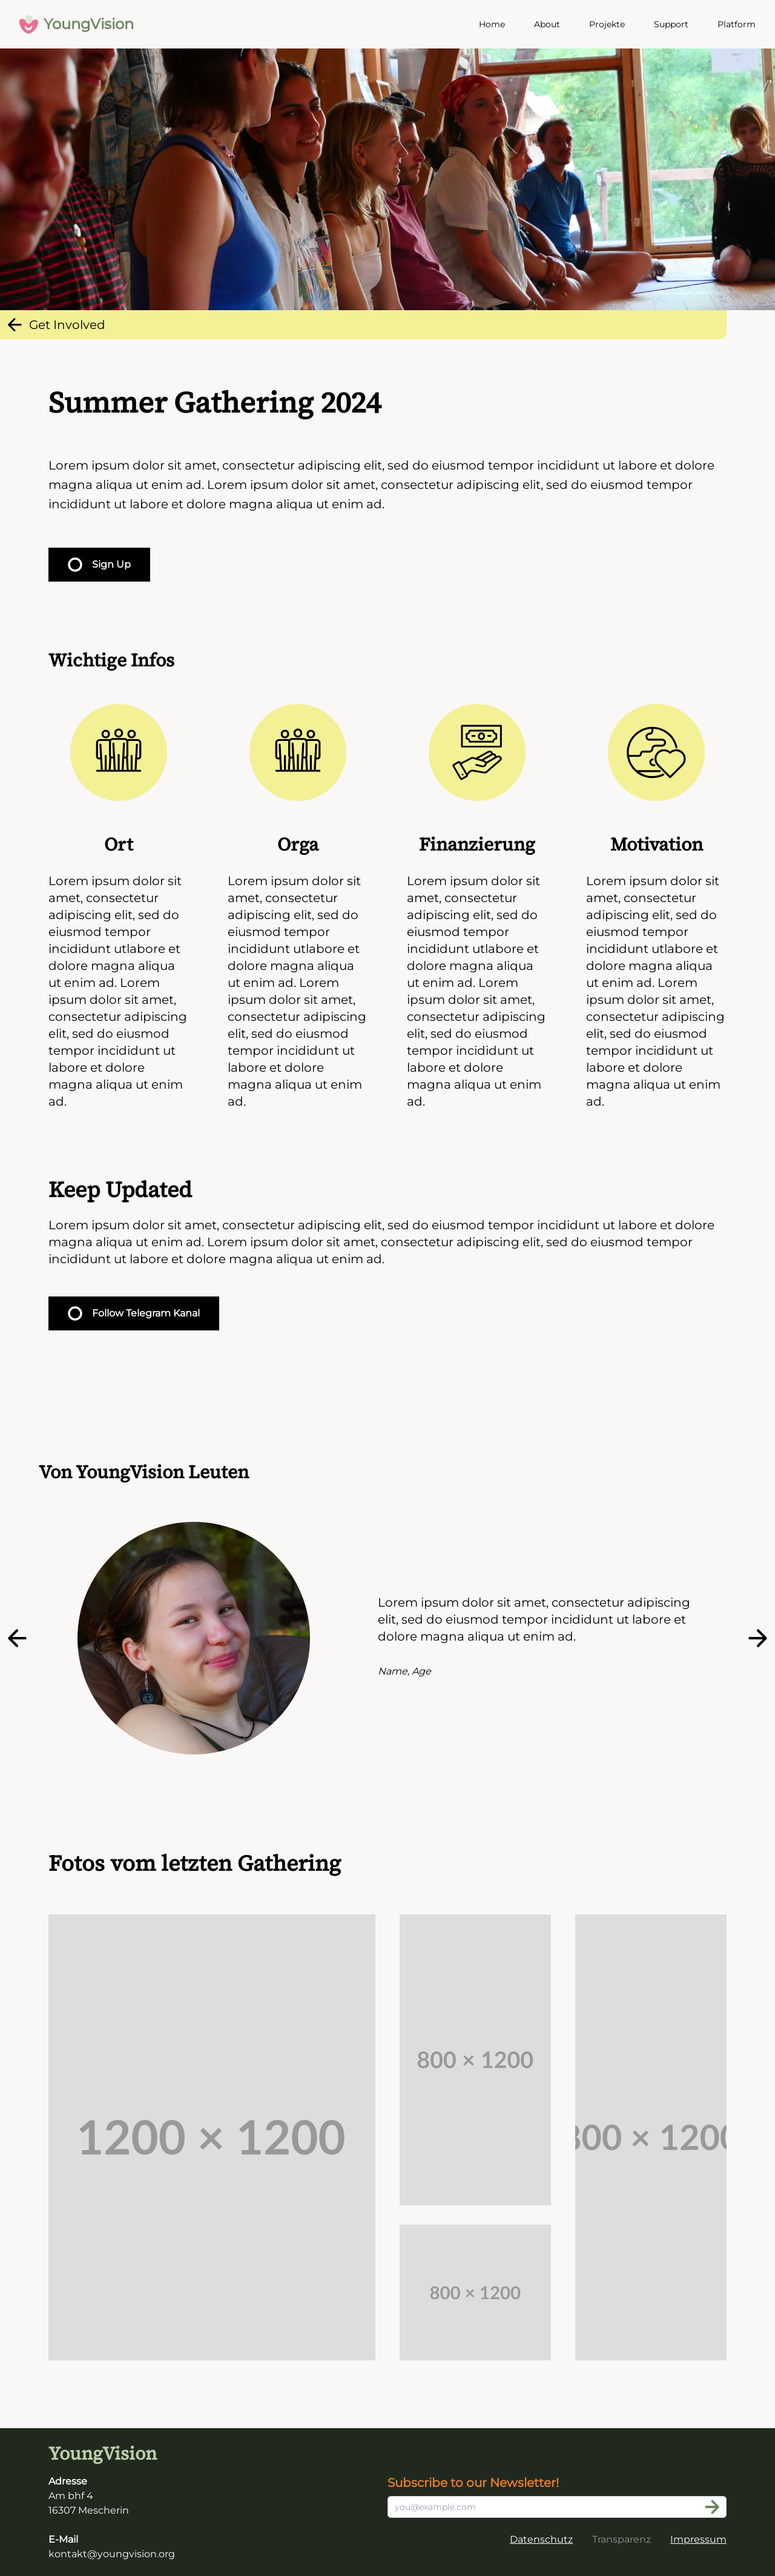 YoungVision
Home About Projekte Support Platform
Get Involved
Summer Gathering 2024
Lorem ipsum dolor sit amet, consectetur adipiscing elit, sed do eiusmod tempor incididunt ut labore et dolore
magna aliqua ut enim ad. Lorem ipsum dolor sit amet, consectetur adipiscing elit, sed do eiusmod tempor
incididunt ut labore et dolore magna aliqua ut enim ad.
Sign Up
Wichtige Infos
Ort
Lorem ipsum dolor sit
amet, consectetur
adipiscing elit, sed do
eiusmod tempor
incididunt utlabore et
dolore magna aliqua
ut enim ad. Lorem
ipsum dolor sit amet,
consectetur adipiscing
elit, sed do eiusmod
tempor incididunt ut
labore et dolore
magna aliqua ut enim
ad.
Orga
Lorem ipsum dolor sit
amet, consectetur
adipiscing elit, sed do
eiusmod tempor
incididunt utlabore et
dolore magna aliqua
ut enim ad. Lorem
ipsum dolor sit amet,
consectetur adipiscing
elit, sed do eiusmod
tempor incididunt ut
labore et dolore
magna aliqua ut enim
ad.
Finanzierung
Lorem ipsum dolor sit
amet, consectetur
adipiscing elit, sed do
eiusmod tempor
incididunt utlabore et
dolore magna aliqua
ut enim ad. Lorem
ipsum dolor sit amet,
consectetur adipiscing
elit, sed do eiusmod
tempor incididunt ut
labore et dolore
magna aliqua ut enim
ad.
Motivation
Lorem ipsum dolor sit
amet, consectetur
adipiscing elit, sed do
eiusmod tempor
incididunt utlabore et
dolore magna aliqua
ut enim ad. Lorem
ipsum dolor sit amet,
consectetur adipiscing
elit, sed do eiusmod
tempor incididunt ut
labore et dolore
magna aliqua ut enim
ad.
Keep Updated
Lorem ipsum dolor sit amet, consectetur adipiscing elit, sed do eiusmod tempor incididunt ut labore et dolore
magna aliqua ut enim ad. Lorem ipsum dolor sit amet, consectetur adipiscing elit, sed do eiusmod tempor
incididunt ut labore et dolore magna aliqua ut enim ad.
Follow Telegram Kanal
Von YoungVision Leuten
Lorem ipsum dolor sit amet, consectetur adipiscing
elit, sed do eiusmod tempor incididunt ut labore et
dolore magna aliqua ut enim ad.
Name, Age
Fotos vom letzten Gathering
1200 × 1200
800 × 1200
800 × 1200
800 × 1200
YoungVision
Adresse
Am bhf 4
16307 Mescherin
E-Mail
kontakt@youngvision.org
Subscribe to our Newsletter!
you@example.com
Datenschutz Transparenz Impressum